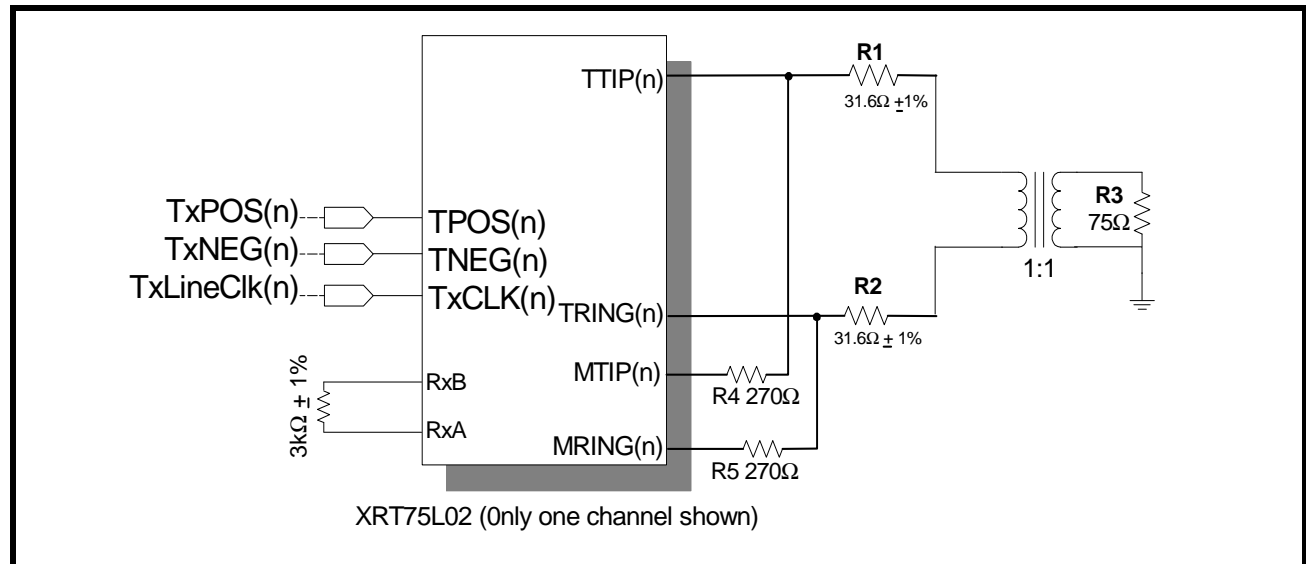 TTIP(n)
R1
31.6Ω ±1%
TxPOS(n)
TPOS(n)
TxNEG(n)
TNEG(n)
TxLineClk(n)
TxCLK(n)
R3
75Ω
1:1
TRING(n)
R2
31.6Ω ± 1%
MTIP(n)
R4 270Ω
RxB
3kΩ ± 1%
RxA
MRING(n)
R5 270Ω
XRT75L02 (0nly one channel shown)